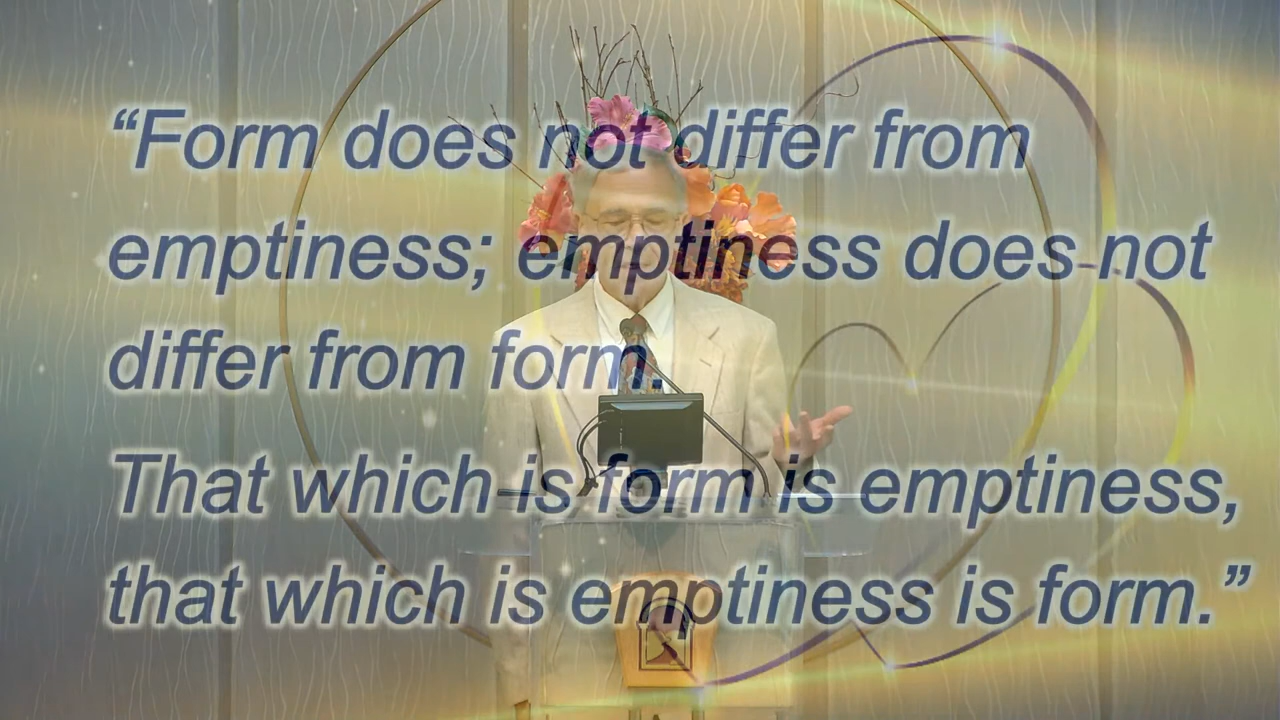 “Form does not differ from
emptiness; emptiness does not
differ from form.
That which is form is emptiness,
that which is emptiness is form.”